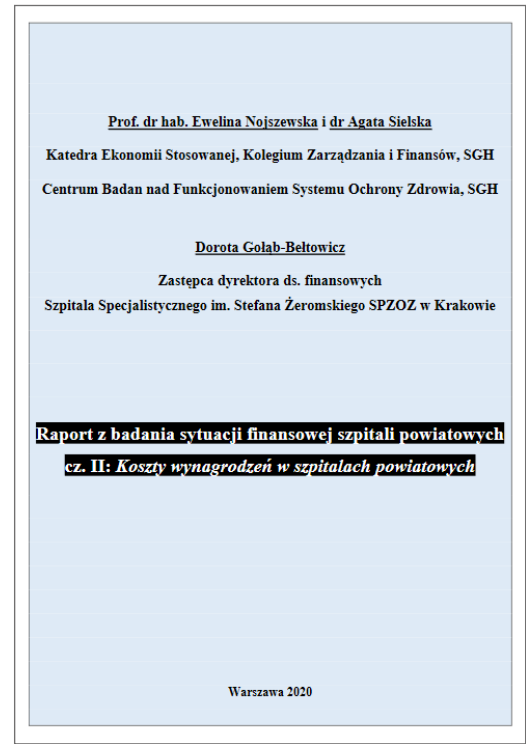 Prof. dr hab. Ewelina Nojszewska i dr Agata Sielska
Katedra Ekonomii Stosowanej, Kolegium Zarządzania i Finansów, SGH
Centrum Badan nad Funkcjonowaniem Systemu Ochrony Zdrowia, SGH
Dorota Gołąb-Bełtowicz
Zastępca dyrektora ds. finansowych
Szpitala Specjalistycznego im. Stefana Żeromskiego SPZOZ w Krakowie
Raport z badania sytuacji finansowej szpitali powiatowych
cz. II: Koszty wynagrodzeń w szpitalach powiatowych
Warszawa 2020